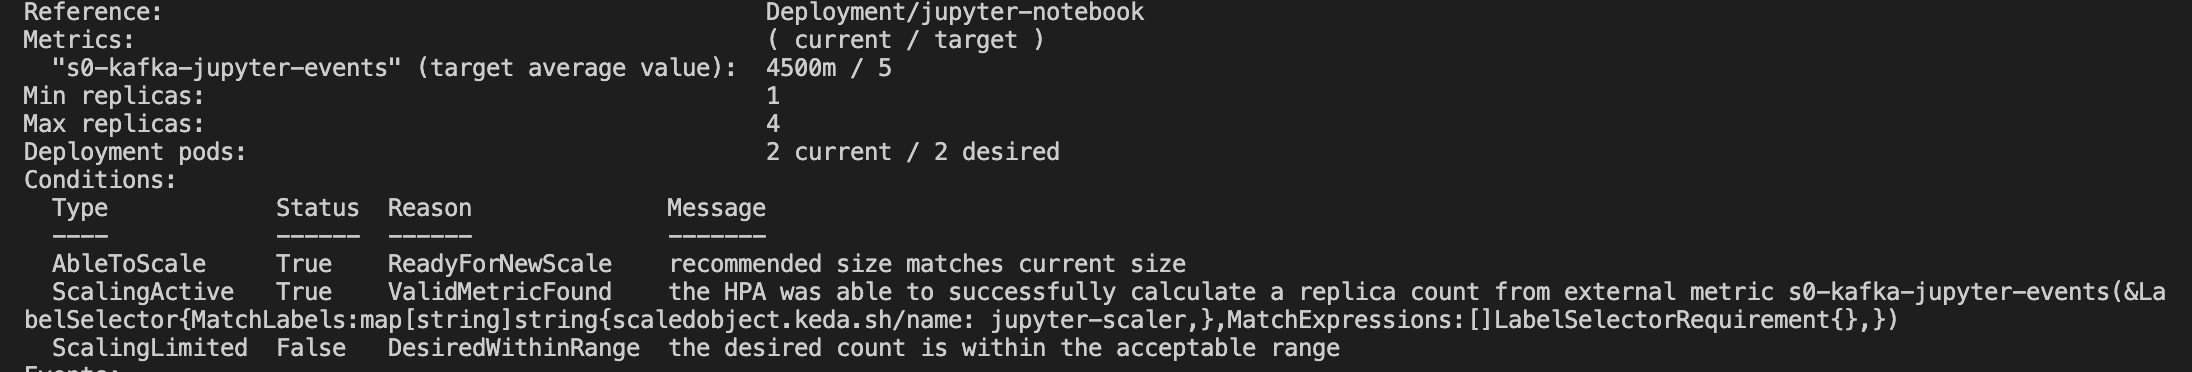 Reference:                                            Deployment/jupyter-notebook
Metrics:                                              ( current / target )
  "s0-kafka-jupyter-events" (target average value):  4500m / 5
Min replicas:                                         1
Max replicas:                                         4
Deployment pods:                                      2 current / 2 desired
Conditions:
  Type            Status  Reason              Message
  ----            ------  ------              -------
  AbleToScale     True    ReadyForNewScale    recommended size matches current size
  ScalingActive   True    ValidMetricFound    the HPA was able to successfully calculate a replica count from external metric s0-kafka-jupyter-events(&La
belSelector{MatchLabels:map[string]string{scaledobject.keda.sh/name: jupyter-scaler,},MatchExpressions:[]LabelSelectorRequirement{},})
  ScalingLimited  False   DesiredWithinRange  the desired count is within the acceptable range
Events: